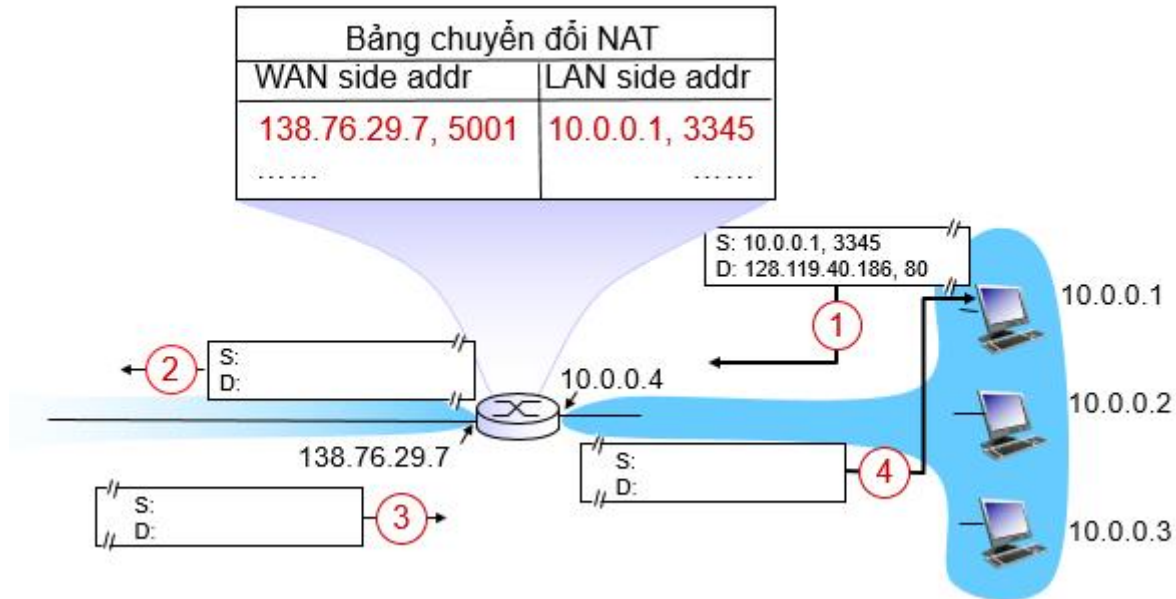 Bảng chuyển đổi NAT
WAN side addr LAN side addr
138.76.29.7, 5001 10.0.0.1, 3345
…… ……
S: 10.0.0.1, 3345
D: 128.119.40.186, 80
10.0.0.1
1
2
S:
D:
10.0.0.4
10.0.0.2
138.76.29.7
S:
D:
4
S:
D:
3
10.0.0.3